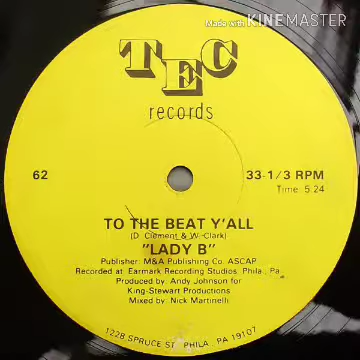 Made with KINEMASTER
TEC
records
62
33-1/3 RPM
Time: 5:24
TO THE BEAT Y'ALL
(D. Clement & W. Clark)
"LADY B"
Publisher: M&A Publishing Co. ASCAP
Recorded at: Earmark Recording Studios, Phila., Pa.
Produced by: Andy Johnson for
King-Stewart Productions
Mixed by: Nick Martinelli
1228 SPRUCE ST. PHILA., PA 19107